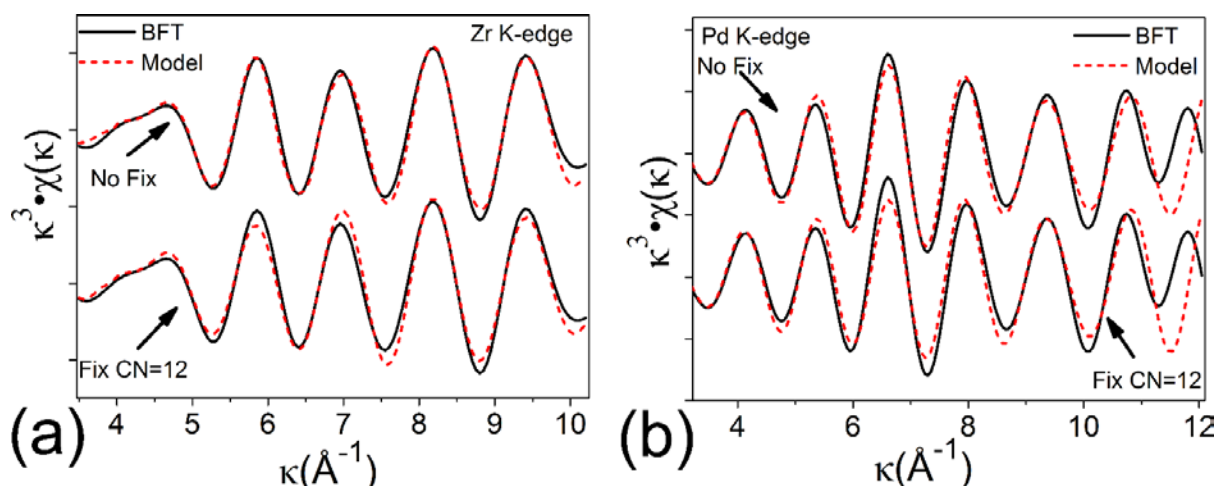 BFT
Model
Zr K-edge
No Fix
Fix CN=12
κ³•χ(κ)
4 5 6 7 8 9 10
κ(Å⁻¹)
(a)
Pd K-edge
No Fix
BFT
Model
Fix CN=12
κ³•χ(κ)
4 6 8 10 12
κ(Å⁻¹)
(b)